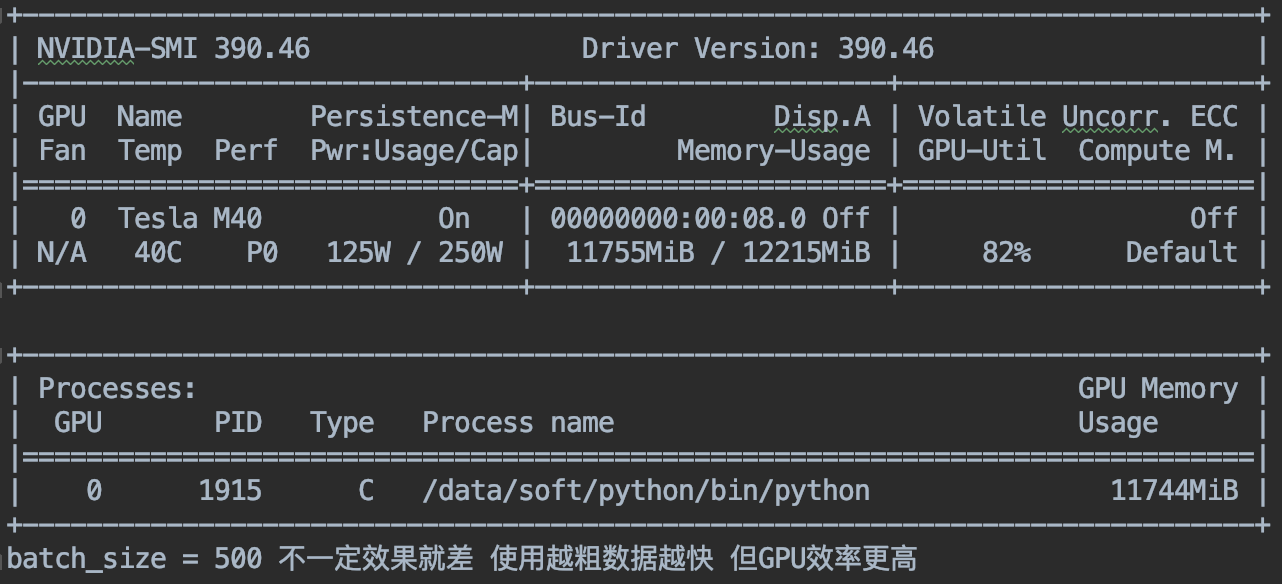 NVIDIA-SMI 390.46 Driver Version: 390.46
GPU Name Persistence-M| Bus-Id Disp.A | Volatile Uncorr. ECC
Fan Temp Perf Pwr:Usage/Cap| Memory-Usage | GPU-Util Compute M.
0 Tesla M40 On | 00000000:00:08.0 Off | Off
N/A 40C P0 125W / 250W | 11755MiB / 12215MiB | 82% Default
Processes: GPU Memory
GPU PID Type Process name Usage
0 1915 C /data/soft/python/bin/python 11744MiB
batch_size = 500 不一定效果就差 使用越粗数据越快 但GPU效率更高